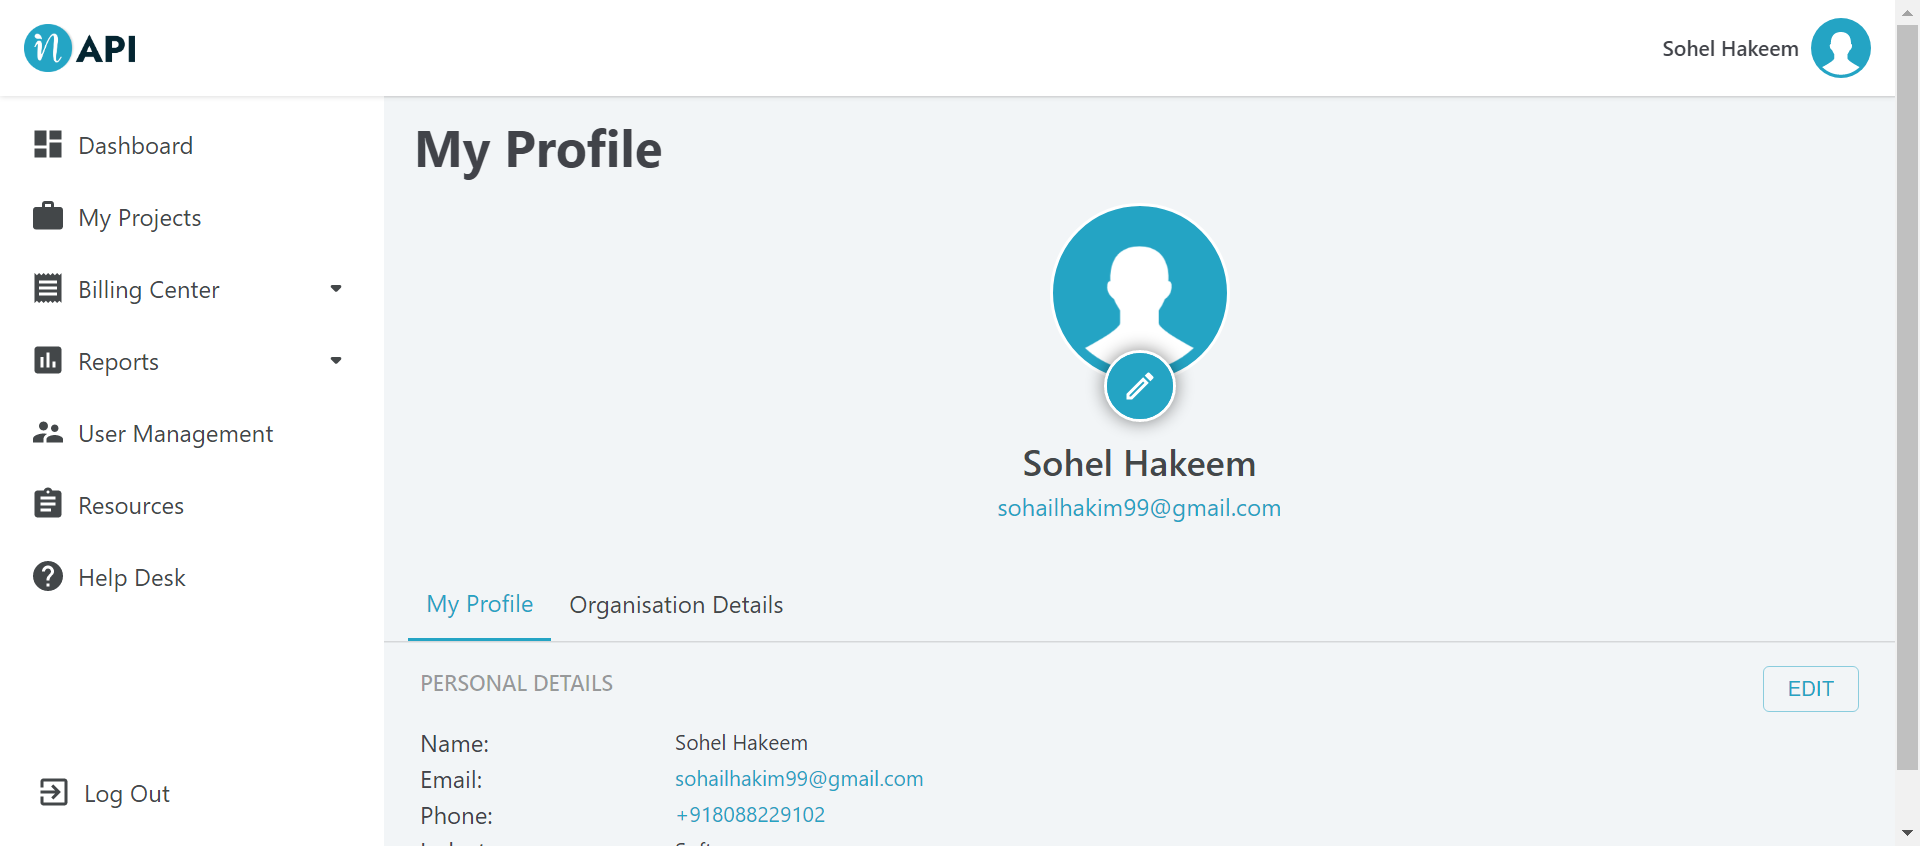 n API
Sohel Hakeem
Dashboard
My Projects
Billing Center
Reports
User Management
Resources
Help Desk
Log Out
My Profile
Sohel Hakeem
sohailhakim99@gmail.com
My Profile
Organisation Details
PERSONAL DETAILS
EDIT
Name: Sohel Hakeem
Email: sohailhakim99@gmail.com
Phone: +918088229102